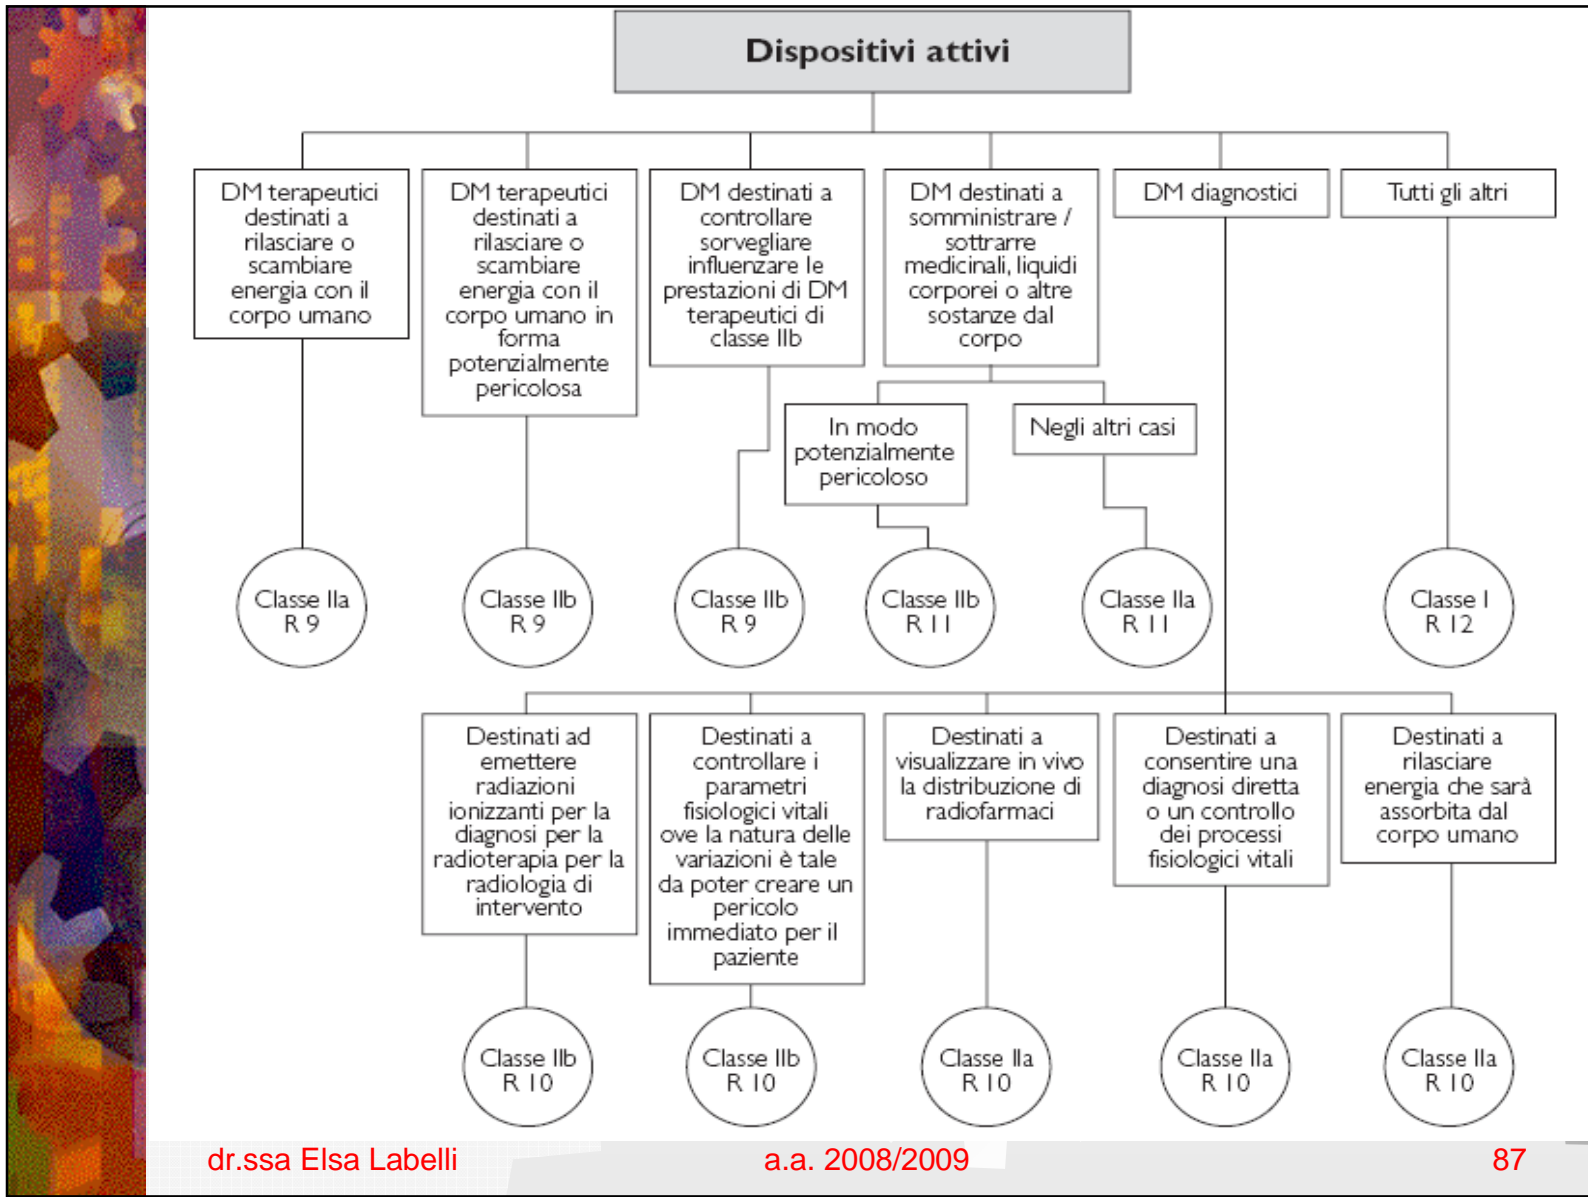 Dispositivi attivi
DM terapeutici
destinati a
rilasciare o
scambiare
energia con il
corpo umano
DM terapeutici
destinati a
rilasciare o
scambiare
energia con il
corpo umano in
forma
potenzialmente
pericolosa
DM destinati a
controllare
sorvegliare
influenzare le
prestazioni di DM
terapeutici di
classe IIb
DM destinati a
somministrare /
sottrarre
medicinali, liquidi
corporei o altre
sostanze dal
corpo
DM diagnostici
Tutti gli altri
In modo
potenzialmente
pericoloso
Negli altri casi
Classe IIa
R 9
Classe IIb
R 9
Classe IIb
R 9
Classe IIb
R 11
Classe IIa
R 11
Classe I
R 12
Destinati ad
emettere
radiazioni
ionizzanti per la
diagnosi per la
radioterapia per la
radiologia di
intervento
Destinati a
controllare i
parametri
fisiologici vitali
ove la natura delle
variazioni è tale
da poter creare un
pericolo
immediato per il
paziente
Destinati a
visualizzare in vivo
la distribuzione di
radiofarmaci
Destinati a
consentire una
diagnosi diretta
o un controllo
dei processi
fisiologici vitali
Destinati a
rilasciare
energia che sarà
assorbita dal
corpo umano
Classe IIb
R 10
Classe IIb
R 10
Classe IIa
R 10
Classe IIa
R 10
Classe IIa
R 10
dr.ssa Elsa Labelli
a.a. 2008/2009
87